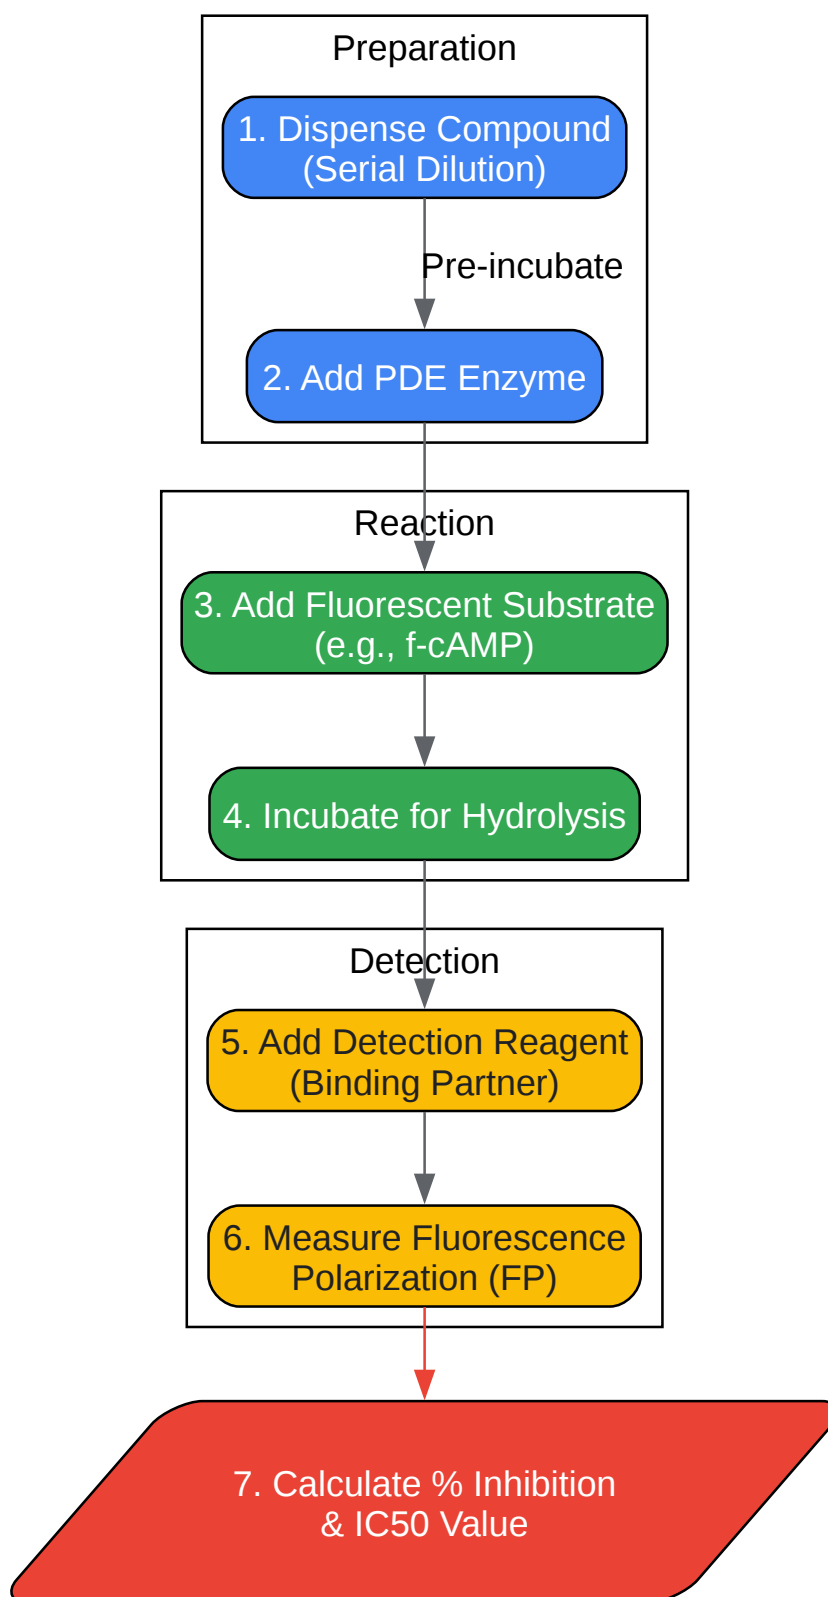 Preparation
1. Dispense Compound
(Serial Dilution)
Pre-incubate
2. Add PDE Enzyme
Reaction
3. Add Fluorescent Substrate
(e.g., f-cAMP)
4. Incubate for Hydrolysis
Detection
5. Add Detection Reagent
(Binding Partner)
6. Measure Fluorescence
Polarization (FP)
7. Calculate % Inhibition
& IC50 Value